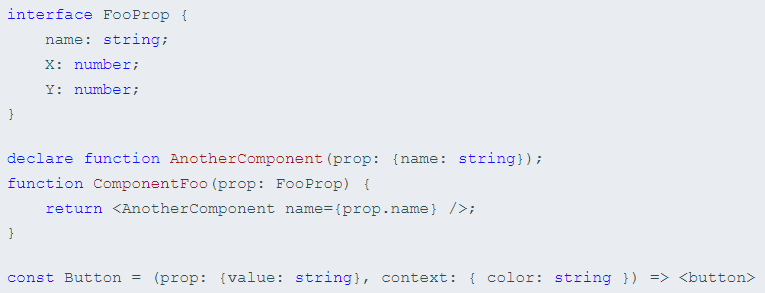 interface FooProp {
    name: string;
    X: number;
    Y: number;
}

declare function AnotherComponent(prop: {name: string});
function ComponentFoo(prop: FooProp) {
    return <AnotherComponent name={prop.name} />;
}

const Button = (prop: {value: string}, context: { color: string }) => <button>